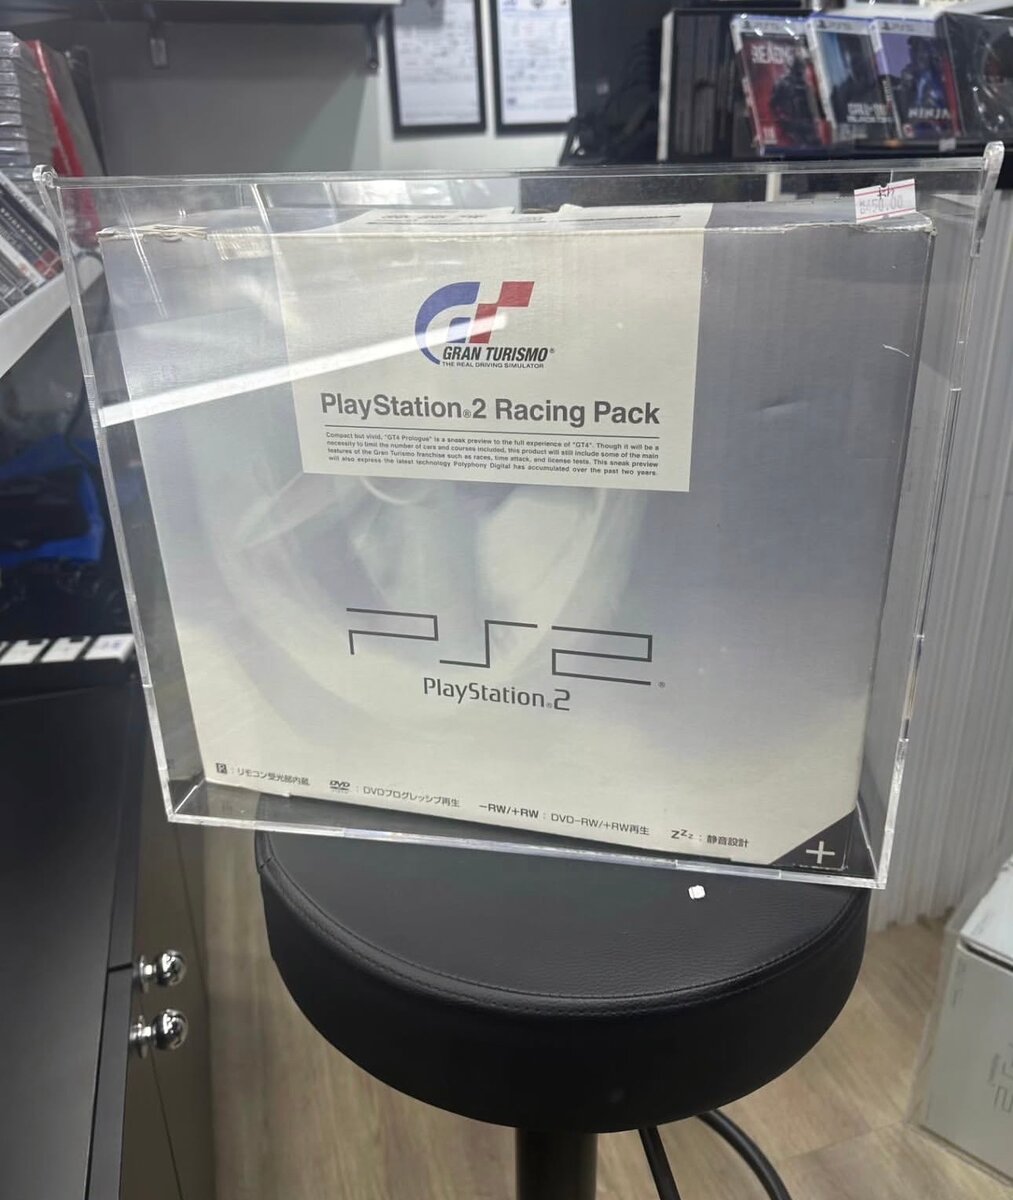 6450.00
GRAN TURISMO®
THE REAL DRIVING SIMULATOR
PlayStation®2 Racing Pack
Compact but vivid, "GT4 Prologue" is a sneak preview to the full experience of "GT4". Though it will be a
necessity to limit the number of cars and courses included, this product will still include some of the main
features of the Gran Turismo franchise such as races, time attack, and license tests. This sneak preview
will also express the latest technology Polyphony Digital has accumulated over the past two years.
PS2®
PlayStation®2
R : リモコン受光部内蔵
DVD : DVDプログレッシブ再生
−RW/+RW : DVD−RW/+RW再生
Zzz : 静音設計
+